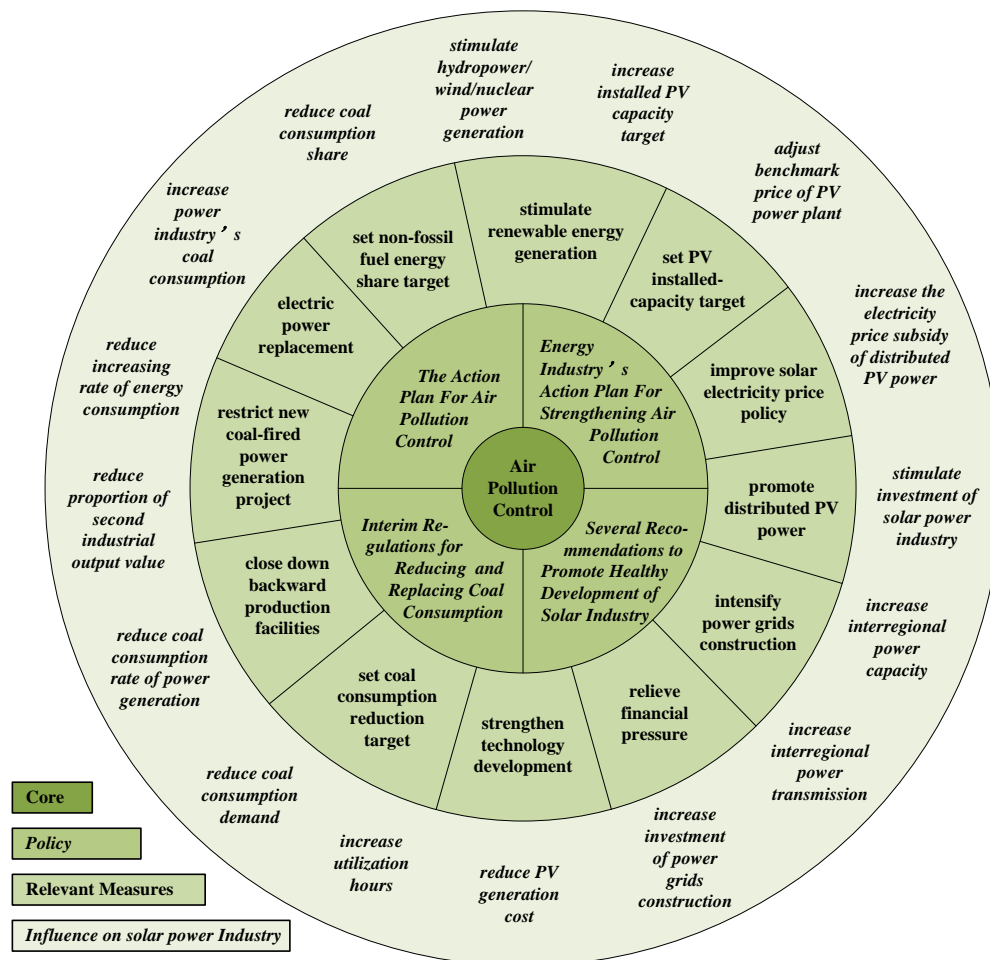 stimulate
hydropower/
wind/nuclear
power
generation
increase
installed PV
capacity
target
adjust
benchmark
price of PV
power plant
increase the
electricity
price subsidy
of distributed
PV power
stimulate
investment of
solar power
industry
increase
interregional
power
capacity
increase
interregional
power
transmission
increase
investment
of power
grids
construction
reduce PV
generation
cost
increase
utilization
hours
reduce coal
consumption
demand
reduce coal
consumption
rate of power
generation
reduce
proportion of
second
industrial
output value
reduce
increasing
rate of energy
consumption
increase
power
industry’s
coal
consumption
reduce coal
consumption
share
stimulate
renewable energy
generation
set PV
installed-
capacity target
improve solar
electricity price
policy
promote
distributed PV
power
intensify
power grids
construction
relieve
financial
pressure
strengthen
technology
development
set coal
consumption
reduction
target
close down
backward
production
facilities
restrict new
coal-fired
power
generation
project
electric
power
replacement
set non-fossil
fuel energy
share target
The Action
Plan For Air
Pollution
Control
Energy
Industry’s
Action Plan For
Strengthening Air
Pollution
Control
Interim Re-
gulations for
Reducing and
Replacing Coal
Consumption
Several Reco-
mmendations to
Promote Healthy
Development of
Solar Industry
Air
Pollution
Control
Core
Policy
Relevant Measures
Influence on solar power Industry